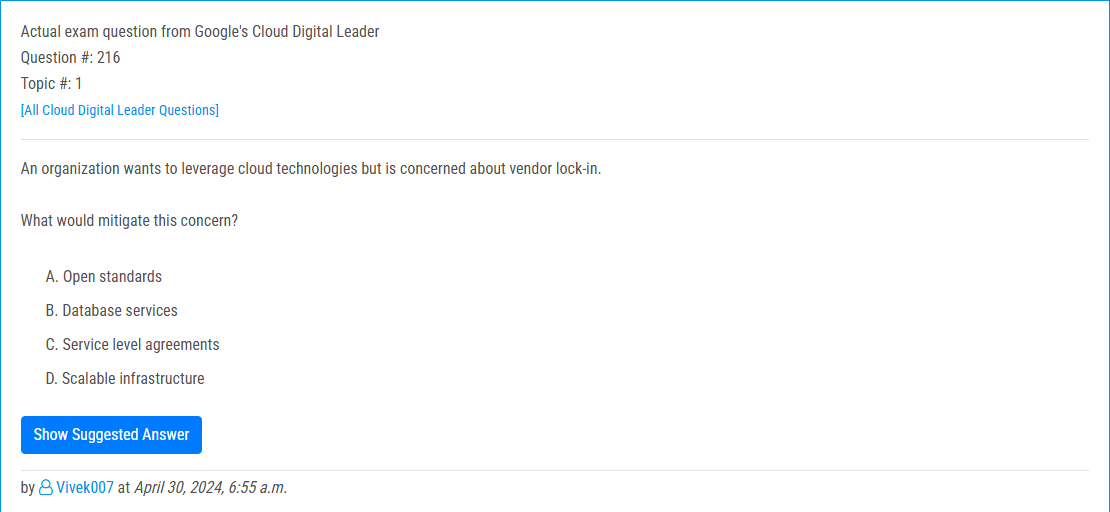 Actual exam question from Google's Cloud Digital Leader
Question #: 216
Topic #: 1
[All Cloud Digital Leader Questions]
An organization wants to leverage cloud technologies but is concerned about vendor lock-in.
What would mitigate this concern?
A. Open standards
B. Database services
C. Service level agreements
D. Scalable infrastructure
Show Suggested Answer
by Vivek007 at April 30, 2024, 6:55 a.m.